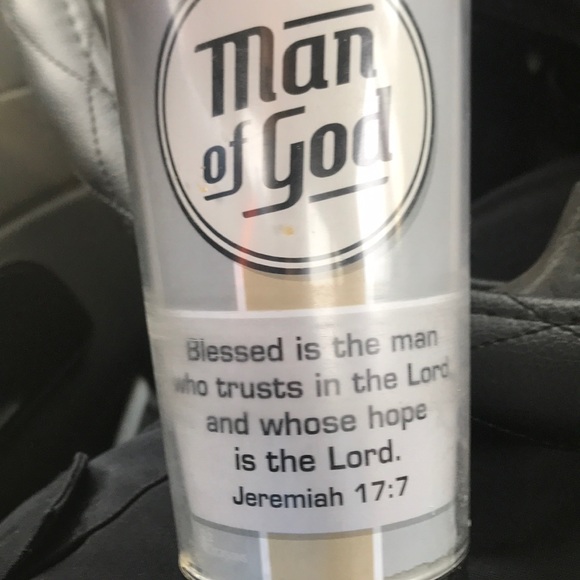 Man
of God
Blessed is the man
who trusts in the Lord
and whose hope
is the Lord.
Jeremiah 17:7